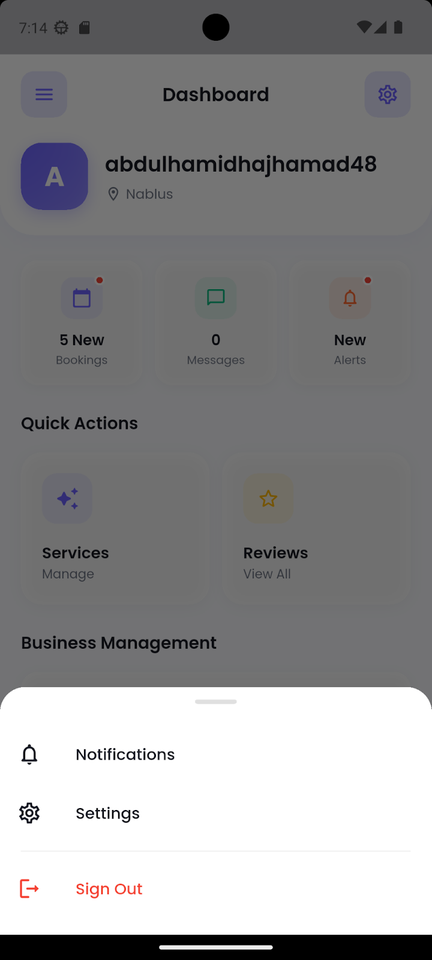 7:14
Dashboard
A
abdulhamidhajhamad48
Nablus
5 New
Bookings
0
Messages
New
Alerts
Quick Actions
Services
Manage
Reviews
View All
Business Management
Notifications
Settings
Sign Out